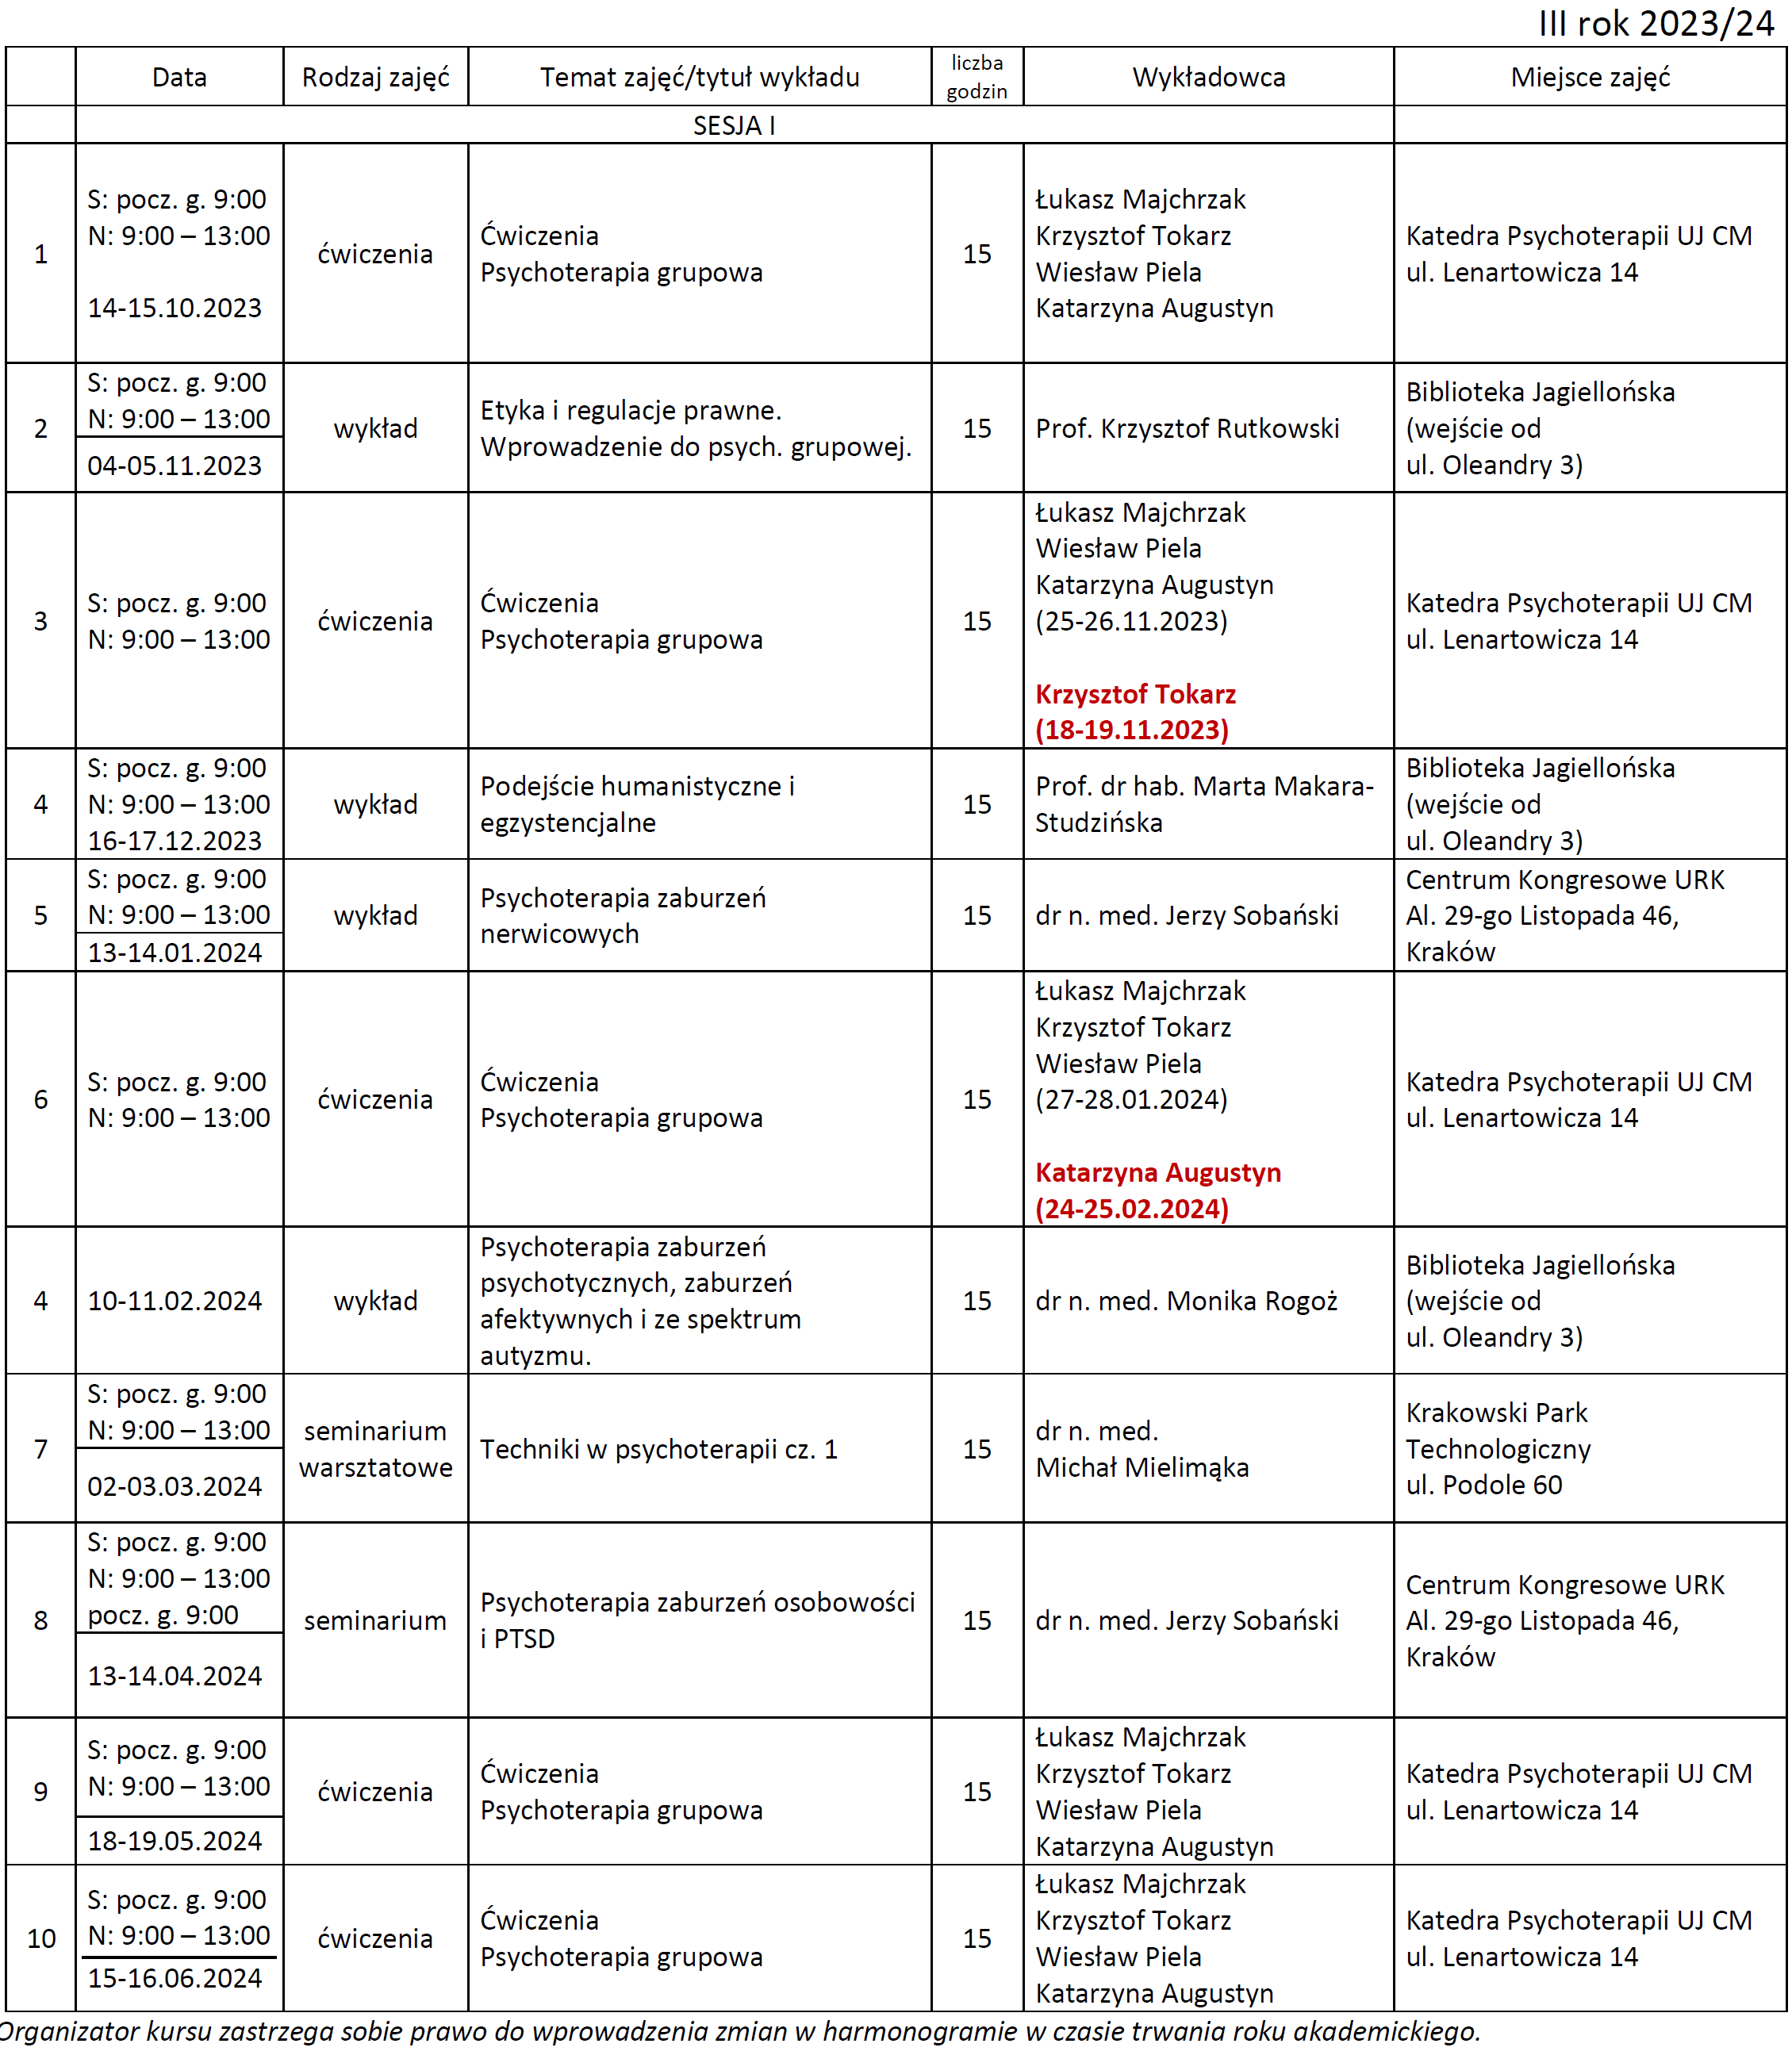 III rok 2023/24
Data
Rodzaj zajęć
Temat zajęć/tytuł wykładu
liczba
godzin
Wykładowca
Miejsce zajęć
SESJA I
1
S: pocz. g. 9:00
N: 9:00 – 13:00
14-15.10.2023
ćwiczenia
Ćwiczenia
Psychoterapia grupowa
15
Łukasz Majchrzak
Krzysztof Tokarz
Wiesław Piela
Katarzyna Augustyn
Katedra Psychoterapii UJ CM
ul. Lenartowicza 14
2
S: pocz. g. 9:00
N: 9:00 – 13:00
04-05.11.2023
wykład
Etyka i regulacje prawne.
Wprowadzenie do psych. grupowej.
15
Prof. Krzysztof Rutkowski
Biblioteka Jagiellońska
(wejście od
ul. Oleandry 3)
3
S: pocz. g. 9:00
N: 9:00 – 13:00
ćwiczenia
Ćwiczenia
Psychoterapia grupowa
15
Łukasz Majchrzak
Wiesław Piela
Katarzyna Augustyn
(25-26.11.2023)
Krzysztof Tokarz
(18-19.11.2023)
Katedra Psychoterapii UJ CM
ul. Lenartowicza 14
4
S: pocz. g. 9:00
N: 9:00 – 13:00
16-17.12.2023
wykład
Podejście humanistyczne i
egzystencjalne
15
Prof. dr hab. Marta Makara-
Studzińska
Biblioteka Jagiellońska
(wejście od
ul. Oleandry 3)
5
S: pocz. g. 9:00
N: 9:00 – 13:00
13-14.01.2024
wykład
Psychoterapia zaburzeń
nerwicowych
15
dr n. med. Jerzy Sobański
Centrum Kongresowe URK
Al. 29-go Listopada 46,
Kraków
6
S: pocz. g. 9:00
N: 9:00 – 13:00
ćwiczenia
Ćwiczenia
Psychoterapia grupowa
15
Łukasz Majchrzak
Krzysztof Tokarz
Wiesław Piela
(27-28.01.2024)
Katarzyna Augustyn
(24-25.02.2024)
Katedra Psychoterapii UJ CM
ul. Lenartowicza 14
4
10-11.02.2024
wykład
Psychoterapia zaburzeń
psychotycznych, zaburzeń
afektywnych i ze spektrum
autyzmu.
15
dr n. med. Monika Rogoż
Biblioteka Jagiellońska
(wejście od
ul. Oleandry 3)
7
S: pocz. g. 9:00
N: 9:00 – 13:00
02-03.03.2024
seminarium
warsztatowe
Techniki w psychoterapii cz. 1
15
dr n. med.
Michał Mielimąka
Krakowski Park
Technologiczny
ul. Podole 60
8
S: pocz. g. 9:00
N: 9:00 – 13:00
pocz. g. 9:00
13-14.04.2024
seminarium
Psychoterapia zaburzeń osobowości
i PTSD
15
dr n. med. Jerzy Sobański
Centrum Kongresowe URK
Al. 29-go Listopada 46,
Kraków
9
S: pocz. g. 9:00
N: 9:00 – 13:00
18-19.05.2024
ćwiczenia
Ćwiczenia
Psychoterapia grupowa
15
Łukasz Majchrzak
Krzysztof Tokarz
Wiesław Piela
Katarzyna Augustyn
Katedra Psychoterapii UJ CM
ul. Lenartowicza 14
10
S: pocz. g. 9:00
N: 9:00 – 13:00
15-16.06.2024
ćwiczenia
Ćwiczenia
Psychoterapia grupowa
15
Łukasz Majchrzak
Krzysztof Tokarz
Wiesław Piela
Katarzyna Augustyn
Katedra Psychoterapii UJ CM
ul. Lenartowicza 14
Organizator kursu zastrzega sobie prawo do wprowadzenia zmian w harmonogramie w czasie trwania roku akademickiego.